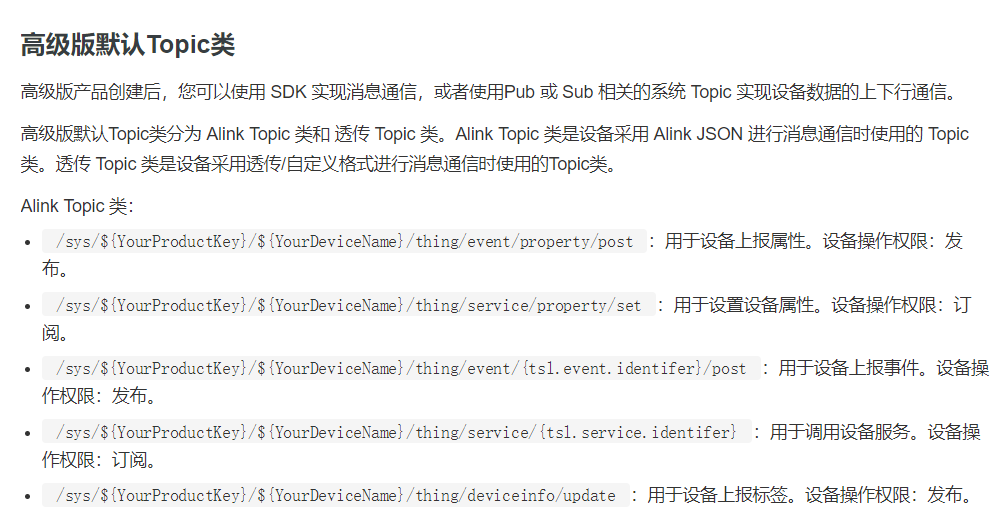 高级版默认Topic类
高级版产品创建后，您可以使用 SDK 实现消息通信，或者使用Pub 或 Sub 相关的系统 Topic 实现设备数据的上下行通信。
高级版默认Topic类分为 Alink Topic 类和 透传 Topic 类。Alink Topic 类是设备采用 Alink JSON 进行消息通信时使用的 Topic
类。透传 Topic 类是设备采用透传/自定义格式进行消息通信时使用的Topic类。
Alink Topic 类：
• /sys/${YourProductKey}/${YourDeviceName}/thing/event/property/post ：用于设备上报属性。设备操作权限：发
布。
• /sys/${YourProductKey}/${YourDeviceName}/thing/service/property/set ：用于设置设备属性。设备操作权限：订
阅。
• /sys/${YourProductKey}/${YourDeviceName}/thing/event/{tsl.event.identifer}/post ：用于设备上报事件。设备操
作权限：发布。
• /sys/${YourProductKey}/${YourDeviceName}/thing/service/{tsl.service.identifer} ：用于调用设备服务。设备操
作权限：订阅。
• /sys/${YourProductKey}/${YourDeviceName}/thing/deviceinfo/update ：用于设备上报标签。设备操作权限：发布。